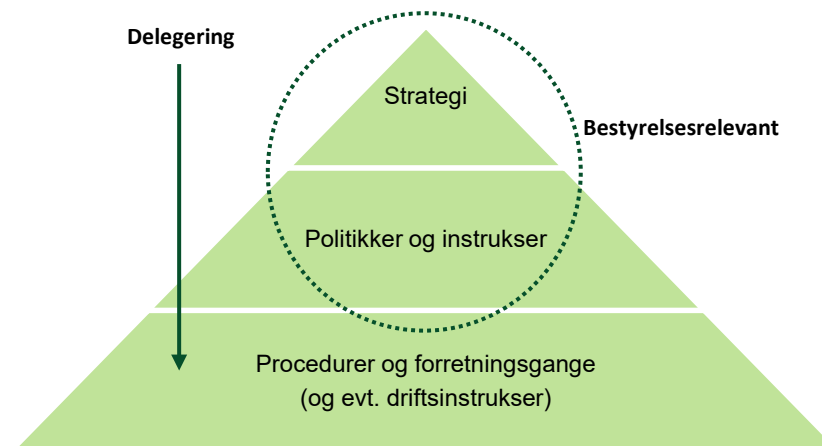 Delegering
Strategi
Bestyrelsesrelevant
Politikker og instrukser
Procedurer og forretningsgange
(og evt. driftsinstrukser)